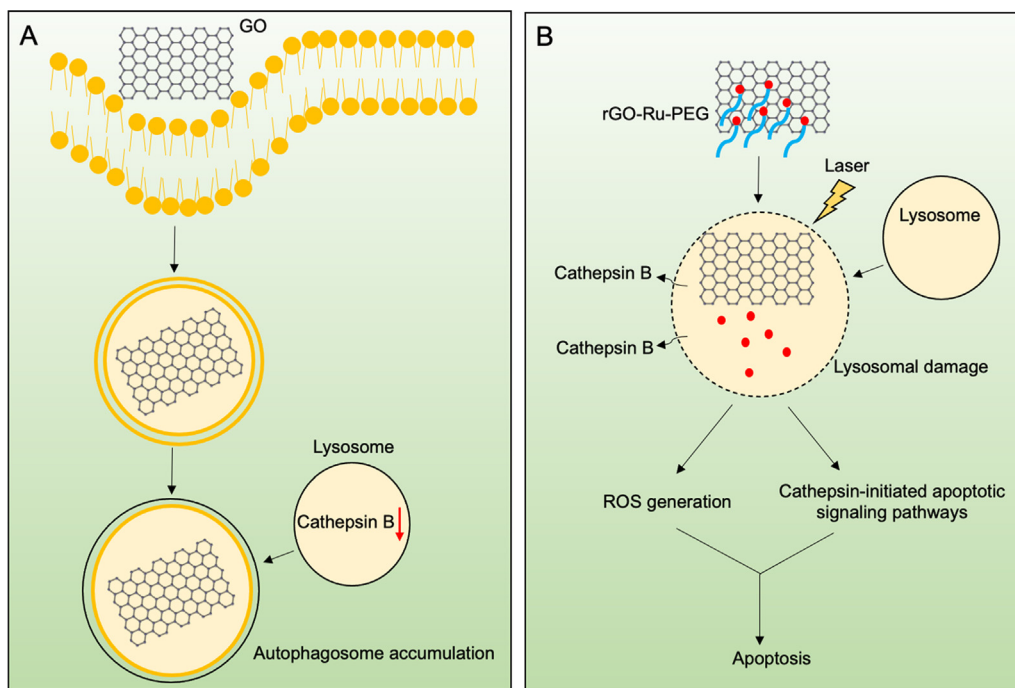 A
GO
Lysosome
Cathepsin B
Autophagosome accumulation
B
rGO-Ru-PEG
Laser
Lysosome
Cathepsin B
Cathepsin B
Lysosomal damage
ROS generation
Cathepsin-initiated apoptotic
signaling pathways
Apoptosis